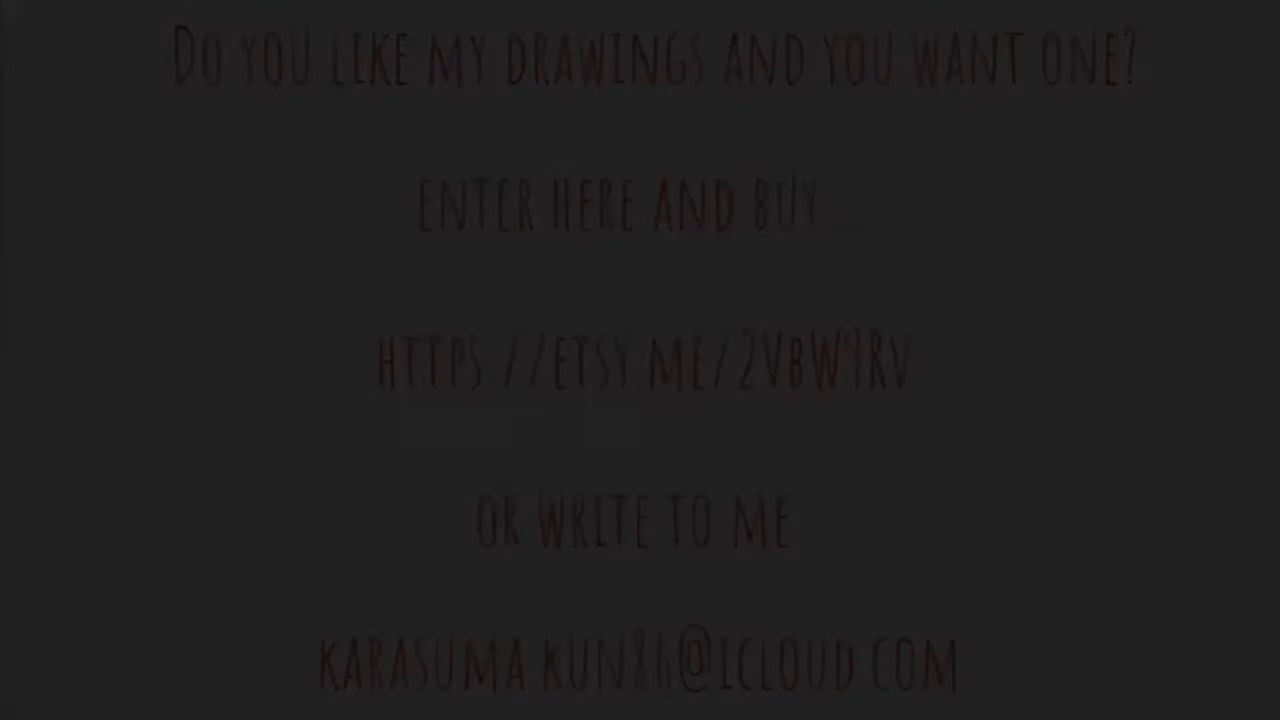 Do you like my drawings and you want one?
enter here and buy...
https://etsy.me/2VbW4Rv
or write to me
karasuma.kun86@icloud.com